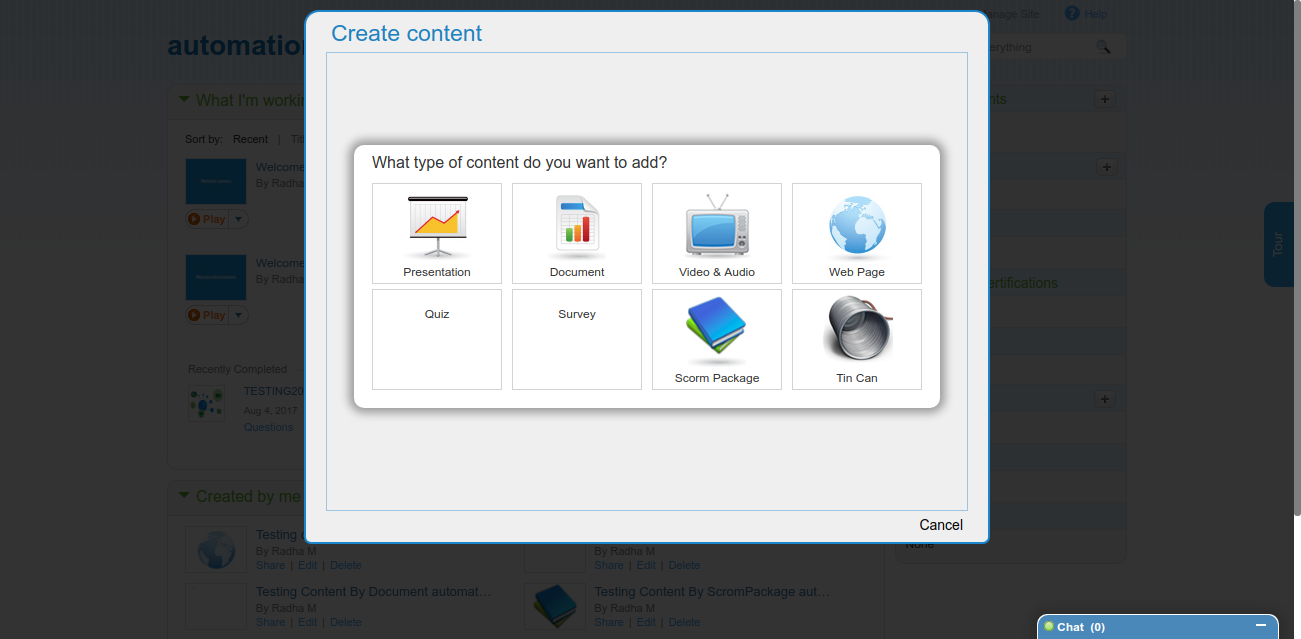 Manage Site Help
automation
everything
Create content
What I'm working
Sort by: Recent |
Welcome
By Radha
Play
Welcome
By Radha
Play
Recently Completed
TESTING20
Aug 4, 2017
Questions
Created by me
What type of content do you want to add?
Presentation
Document
Video & Audio
Web Page
Quiz
Survey
Scorm Package
Tin Can
Cancel
Tour
None
Testing
By Radha M
Share | Edit | Delete
By Radha M
Share | Edit | Delete
Testing Content By Document automat...
By Radha M
Share | Edit | Delete
Testing Content By ScromPackage aut...
By Radha M
Share | Edit | Delete
Chat (0)